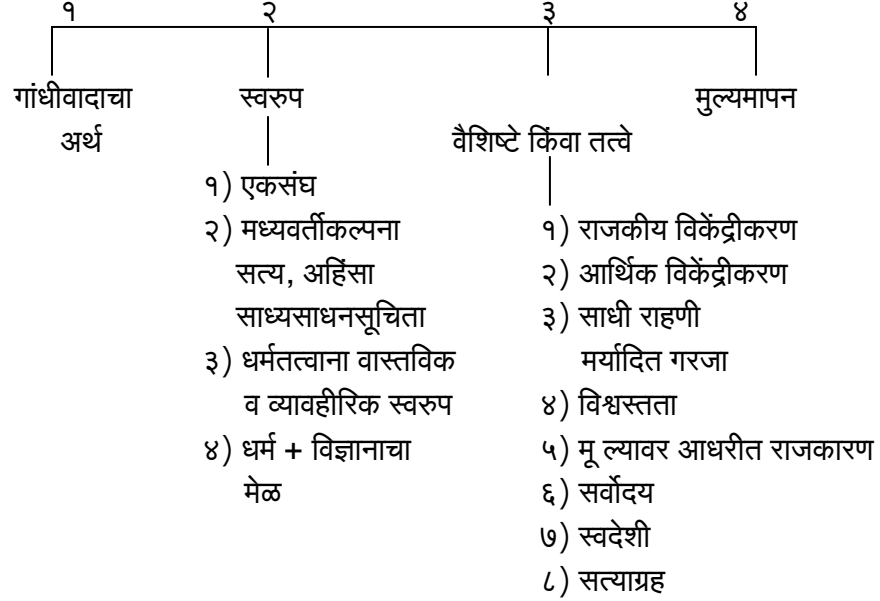 १ २ ३ ४
गांधीवादाचा
अर्थ
स्वरुप
१) एकसंघ
२) मध्यवर्तीकल्पना
सत्य, अहिंसा
साध्यसाधनसूचिता
३) धर्मतत्वाना वास्तविक
व व्यावहीरिक स्वरुप
४) धर्म + विज्ञानाचा
मेळ
वैशिष्टे किंवा तत्वे
१) राजकीय विकेंद्रीकरण
२) आर्थिक विकेंद्रीकरण
३) साधी राहणी
मर्यादित गरजा
४) विश्वस्तता
५) मू ल्यावर आधरीत राजकारण
६) सर्वोदय
७) स्वदेशी
८) सत्याग्रह
मुल्यमापन